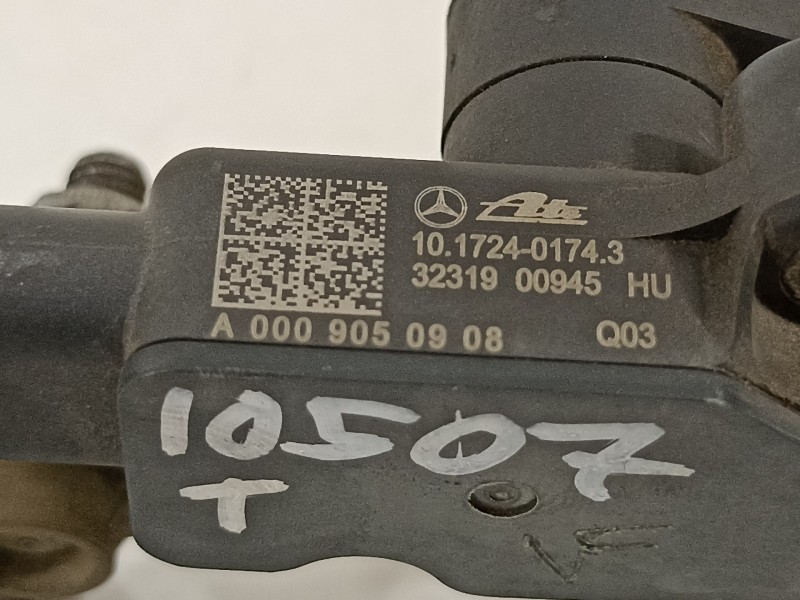 Ate
10.1724-0174.3
32319 00945 HU
A 000 905 09 08 Q03
10507
T